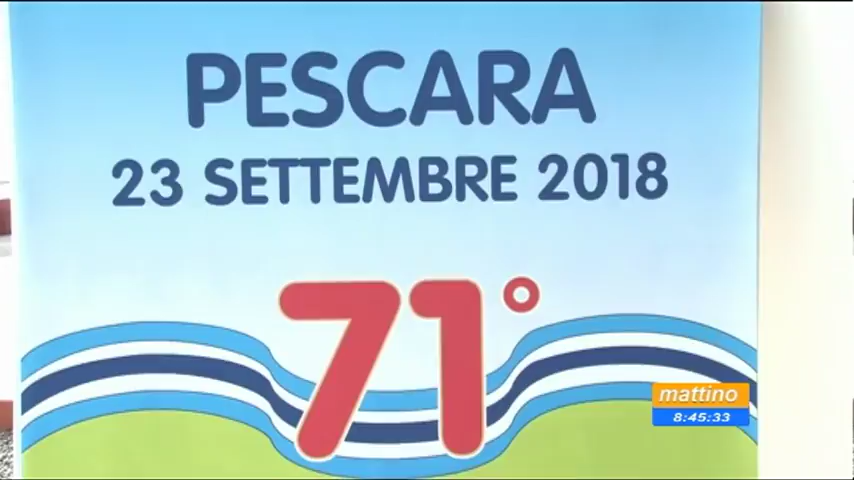 PESCARA
23 SETTEMBRE 2018
71°
mattino
8:45:33